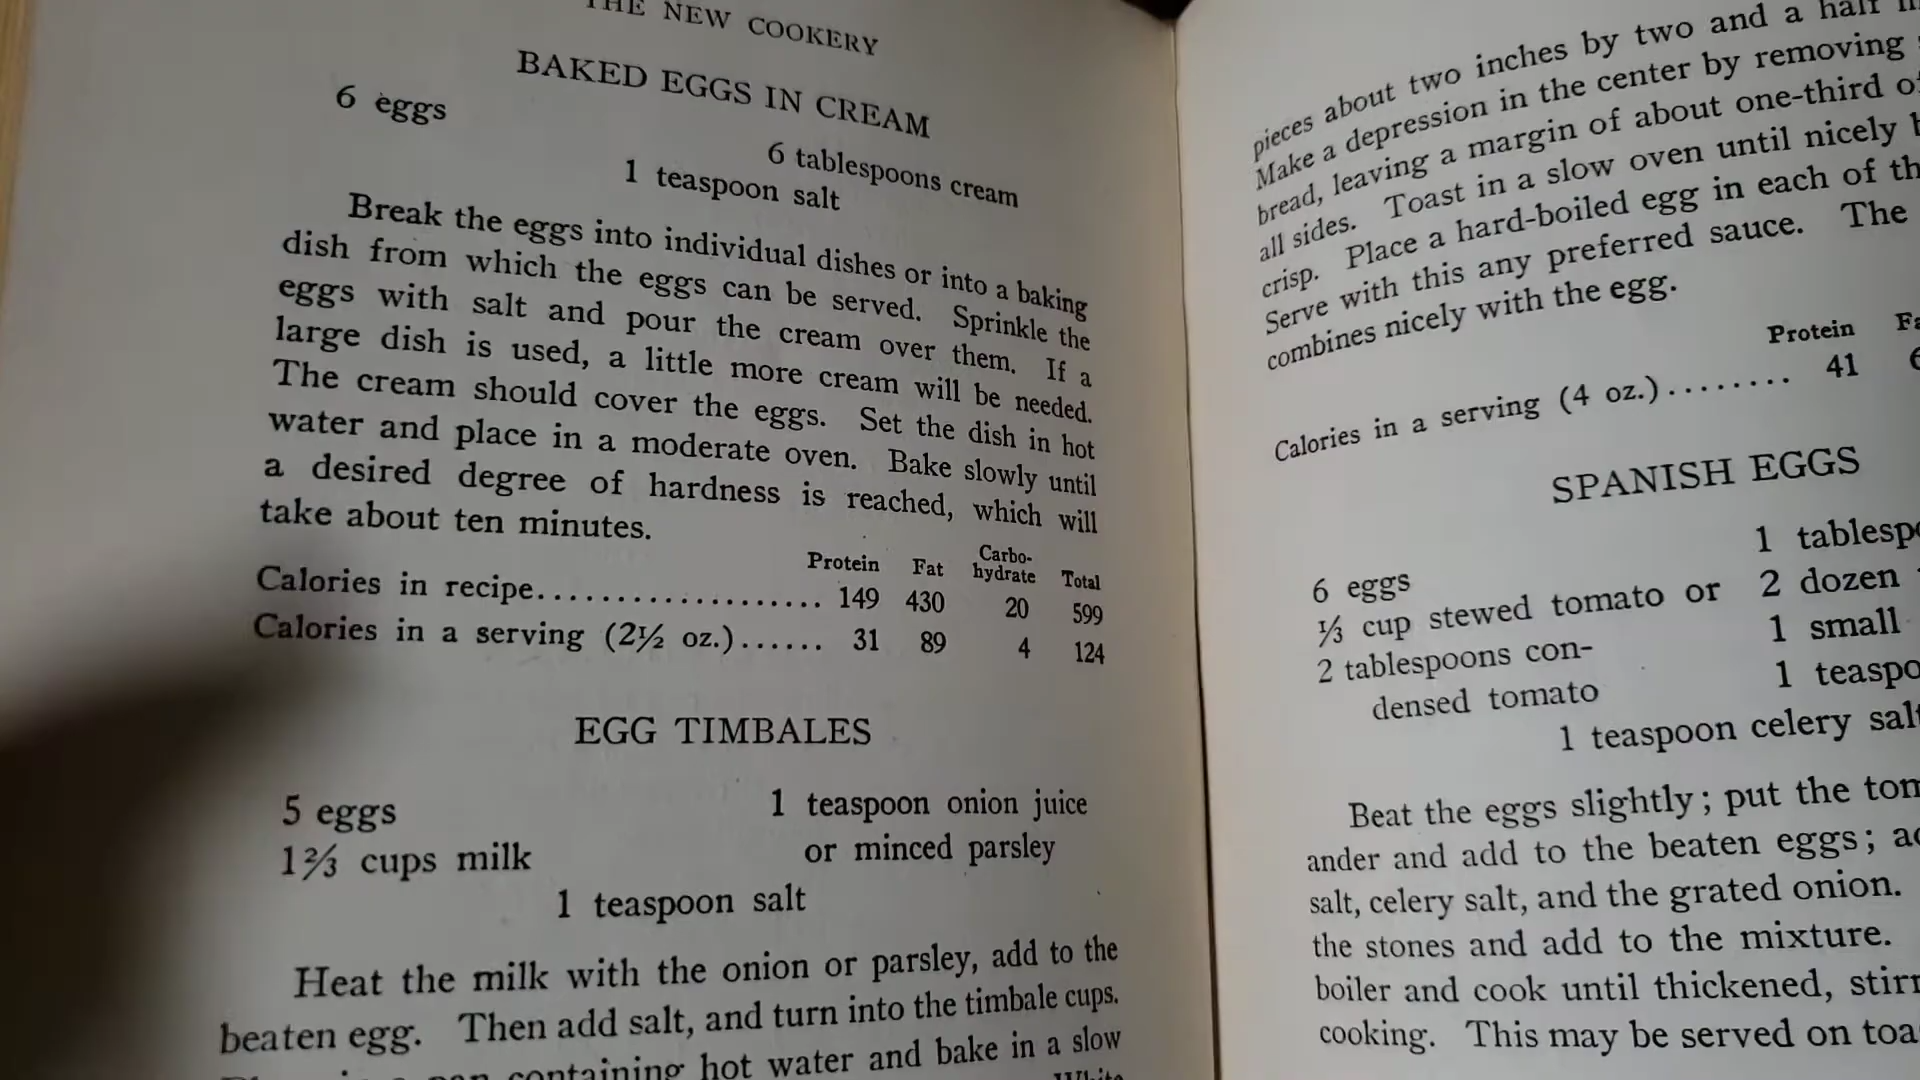 THE NEW COOKERY
BAKED EGGS IN CREAM
6 eggs
6 tablespoons cream
1 teaspoon salt
Break the eggs into individual dishes or into a baking
dish from which the eggs can be served. Sprinkle the
eggs with salt and pour the cream over them. If a
large dish is used, a little more cream will be needed.
The cream should cover the eggs. Set the dish in hot
water and place in a moderate oven. Bake slowly until
a desired degree of hardness is reached, which will
take about ten minutes.
Protein Fat Carbo-
hydrate Total
Calories in recipe.................... 149 430 20 599
Calories in a serving (2½ oz.)...... 31 89 4 124
EGG TIMBALES
5 eggs
1⅔ cups milk
1 teaspoon onion juice
or minced parsley
1 teaspoon salt
Heat the milk with the onion or parsley, add to the
beaten egg. Then add salt, and turn into the timbale cups.
containing hot water and bake in a slow
pieces about two inches by two and a half
Make a depression in the center by removing
bread, leaving a margin of about one-third
all sides. Toast in a slow oven until nicely
crisp. Place a hard-boiled egg in each of
Serve with this any preferred sauce. The
combines nicely with the egg.
Protein
Calories in a serving (4 oz.)........ 41
SPANISH EGGS
6 eggs
⅓ cup stewed tomato or
2 tablespoons con-
densed tomato
1
2 dozen
1 small
1
1 teaspoon celery salt
Beat the eggs slightly; put the
ander and add to the beaten eggs;
salt, celery salt, and the grated onion.
the stones and add to the mixture.
boiler and cook until thickened,
cooking. This may be served on